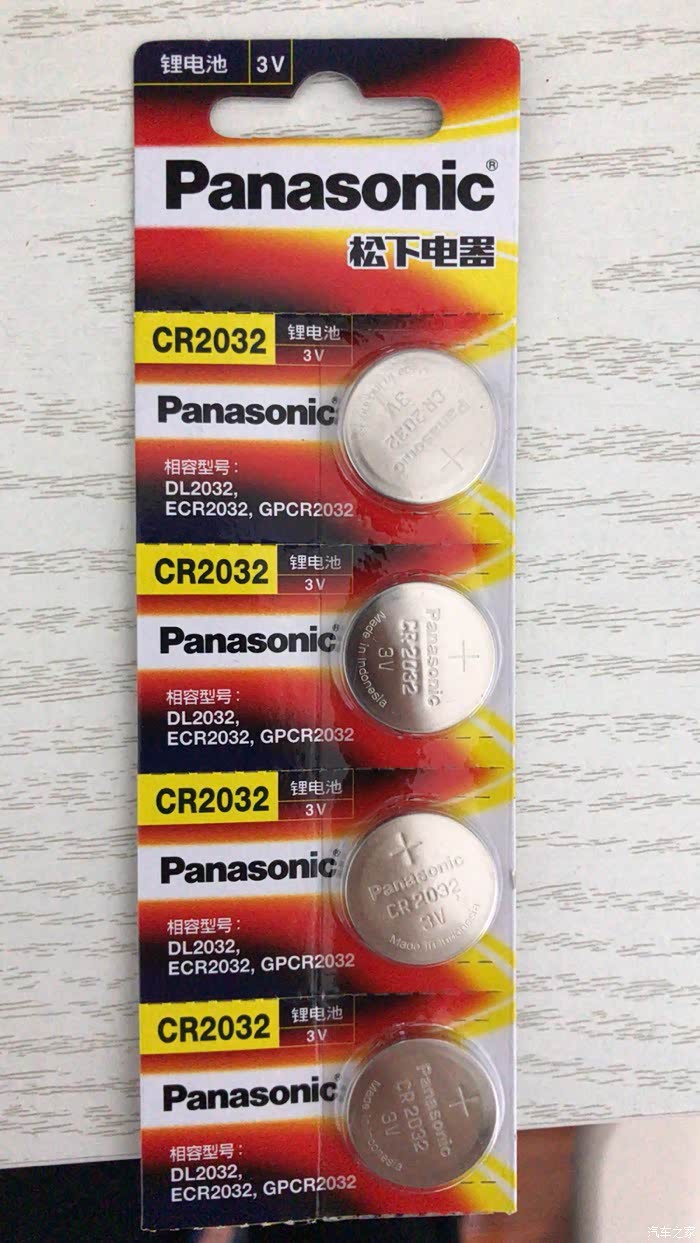 锂电池 3V
Panasonic®
松下电器
CR2032 锂电池
3V
Panasonic®
相容型号：
DL2032,
ECR2032, GPCR2032
Panasonic
CR2032
3V
CR2032 锂电池
3V
Panasonic®
相容型号：
DL2032,
ECR2032, GPCR2032
+
Panasonic
CR2032
3V
Made in Indonesia
CR2032 锂电池
3V
Panasonic®
相容型号：
DL2032,
ECR2032, GPCR2032
+
Panasonic
CR2032
3V
Made in Indonesia
CR2032 锂电池
3V
Panasonic®
相容型号：
DL2032,
ECR2032, GPCR2032
+
Panasonic
CR2032
3V
Made in Indonesia
汽车之家